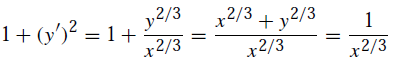 1 + (y′)² = 1 + y^{2/3}/x^{2/3} = (x^{2/3} + y^{2/3})/x^{2/3} = 1/x^{2/3}